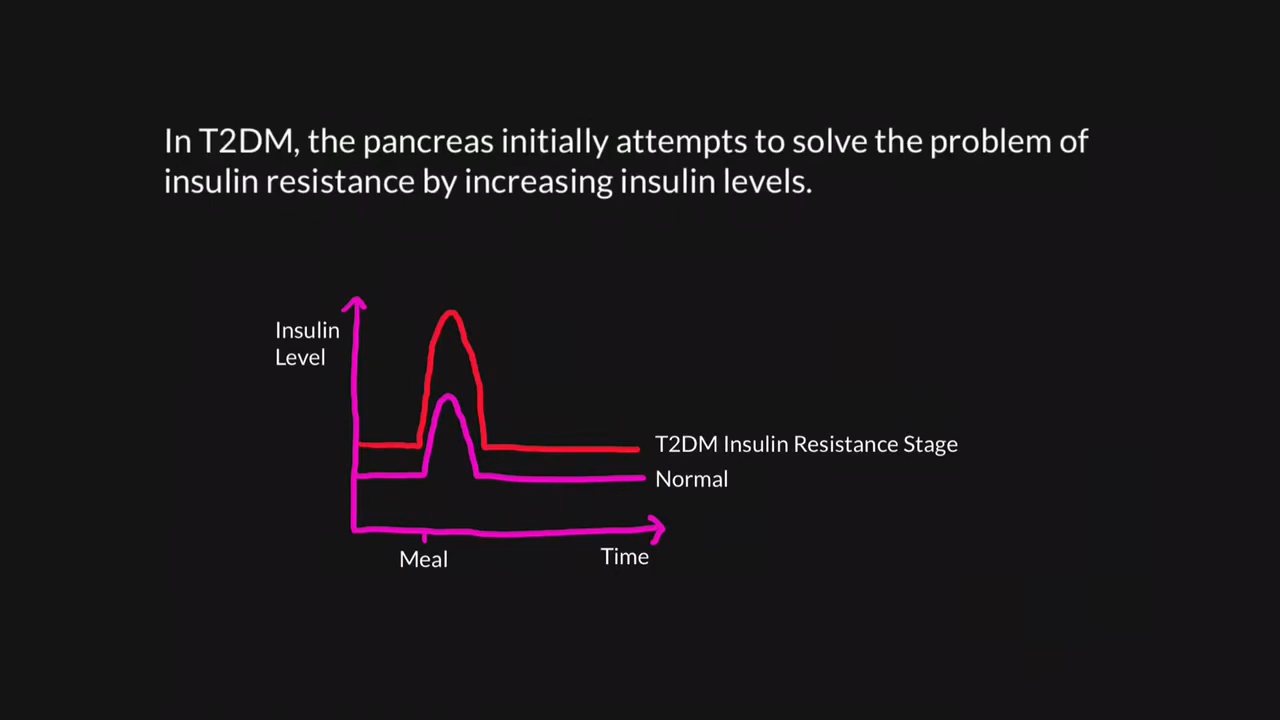 In T2DM, the pancreas initially attempts to solve the problem of
insulin resistance by increasing insulin levels.
Insulin
Level
T2DM Insulin Resistance Stage
Normal
Meal
Time